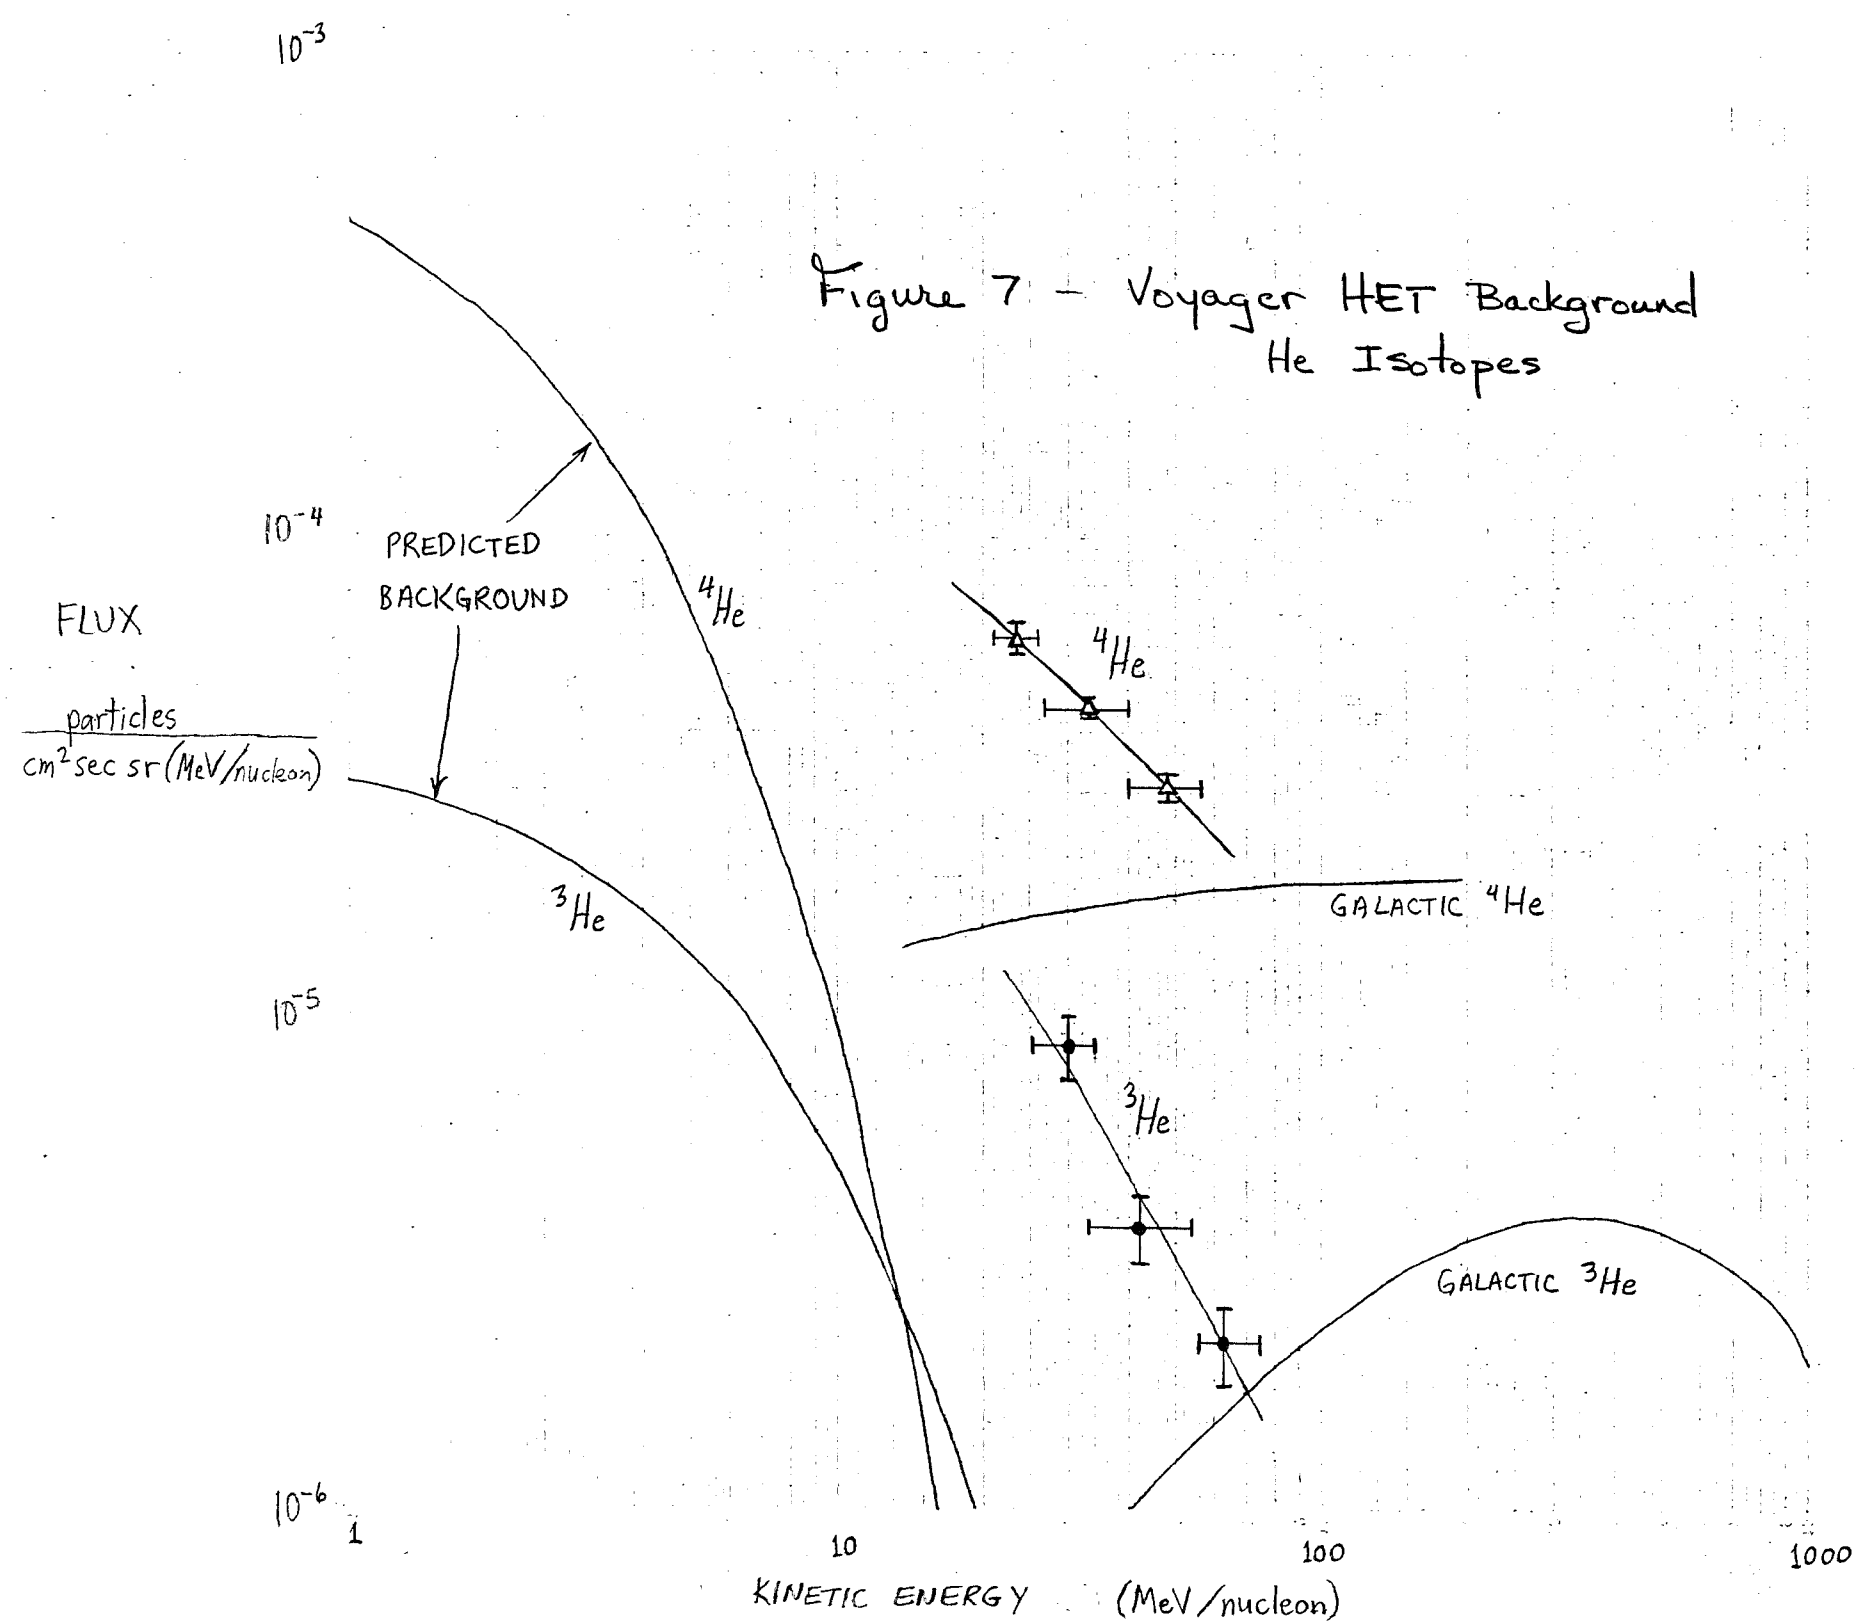 10⁻³
Figure 7 – Voyager HET Background
He Isotopes
10⁻⁴
PREDICTED
BACKGROUND
⁴He
FLUX
⁴He
particles
cm² sec sr (MeV/nucleon)
GALACTIC ⁴He
³He
10⁻⁵
³He
GALACTIC ³He
10⁻⁶
1
10
100
1000
KINETIC ENERGY (MeV/nucleon)